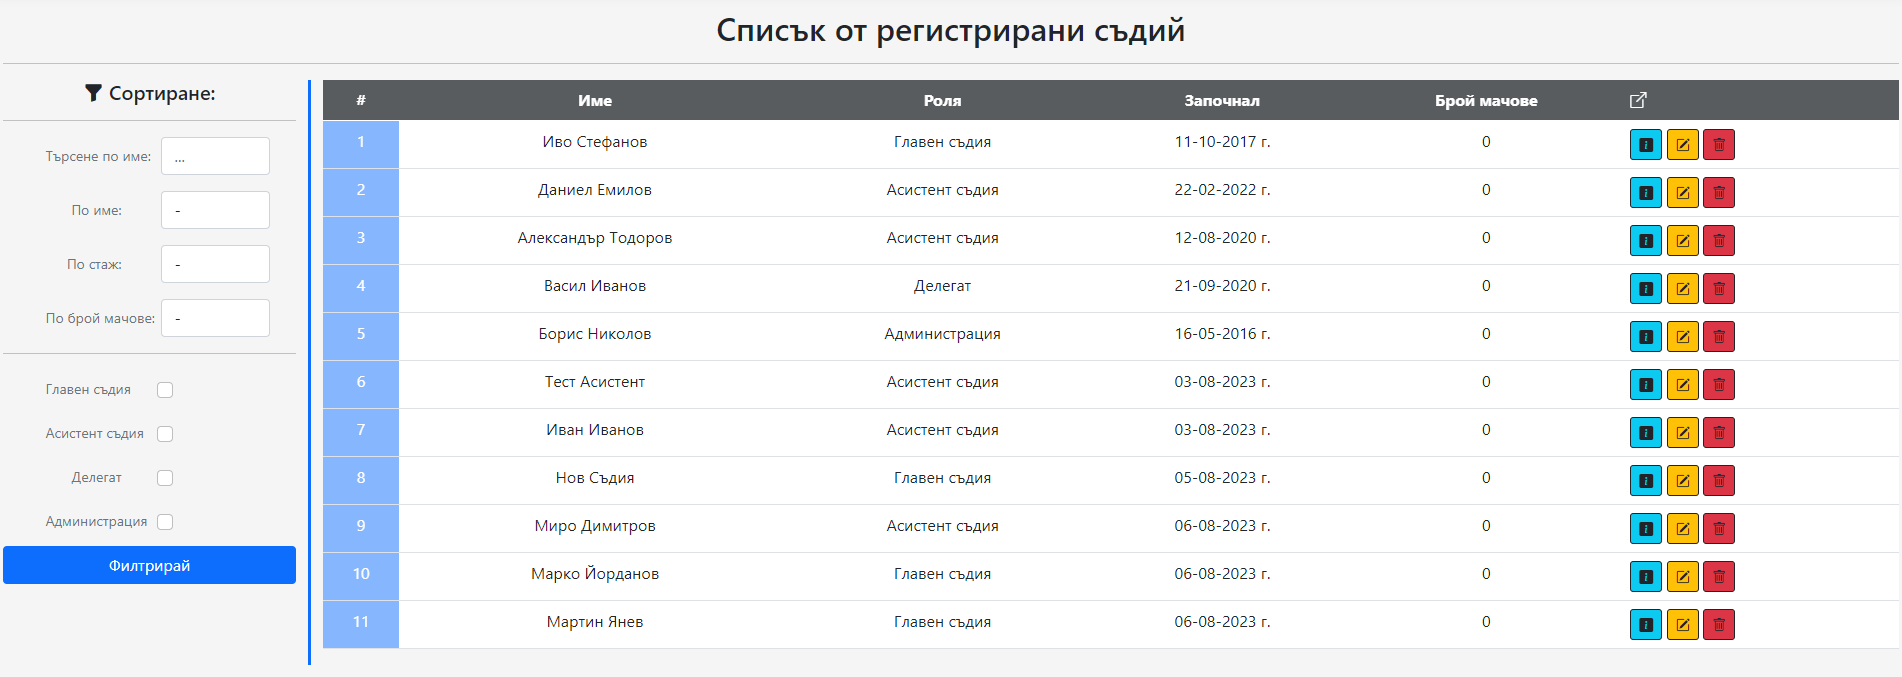 Списък от регистрирани съдий
Сортиране:
Търсене по име: ...
По име: -
По стаж: -
По брой мачове: -
Главен съдия
Асистент съдия
Делегат
Администрация
Филтрирай
# Име Роля Започнал Брой мачове
1 Иво Стефанов Главен съдия 11-10-2017 г. 0
2 Даниел Емилов Асистент съдия 22-02-2022 г. 0
3 Александър Тодоров Асистент съдия 12-08-2020 г. 0
4 Васил Иванов Делегат 21-09-2020 г. 0
5 Борис Николов Администрация 16-05-2016 г. 0
6 Тест Асистент Асистент съдия 03-08-2023 г. 0
7 Иван Иванов Асистент съдия 03-08-2023 г. 0
8 Нов Съдия Главен съдия 05-08-2023 г. 0
9 Миро Димитров Асистент съдия 06-08-2023 г. 0
10 Марко Йорданов Главен съдия 06-08-2023 г. 0
11 Мартин Янев Главен съдия 06-08-2023 г. 0